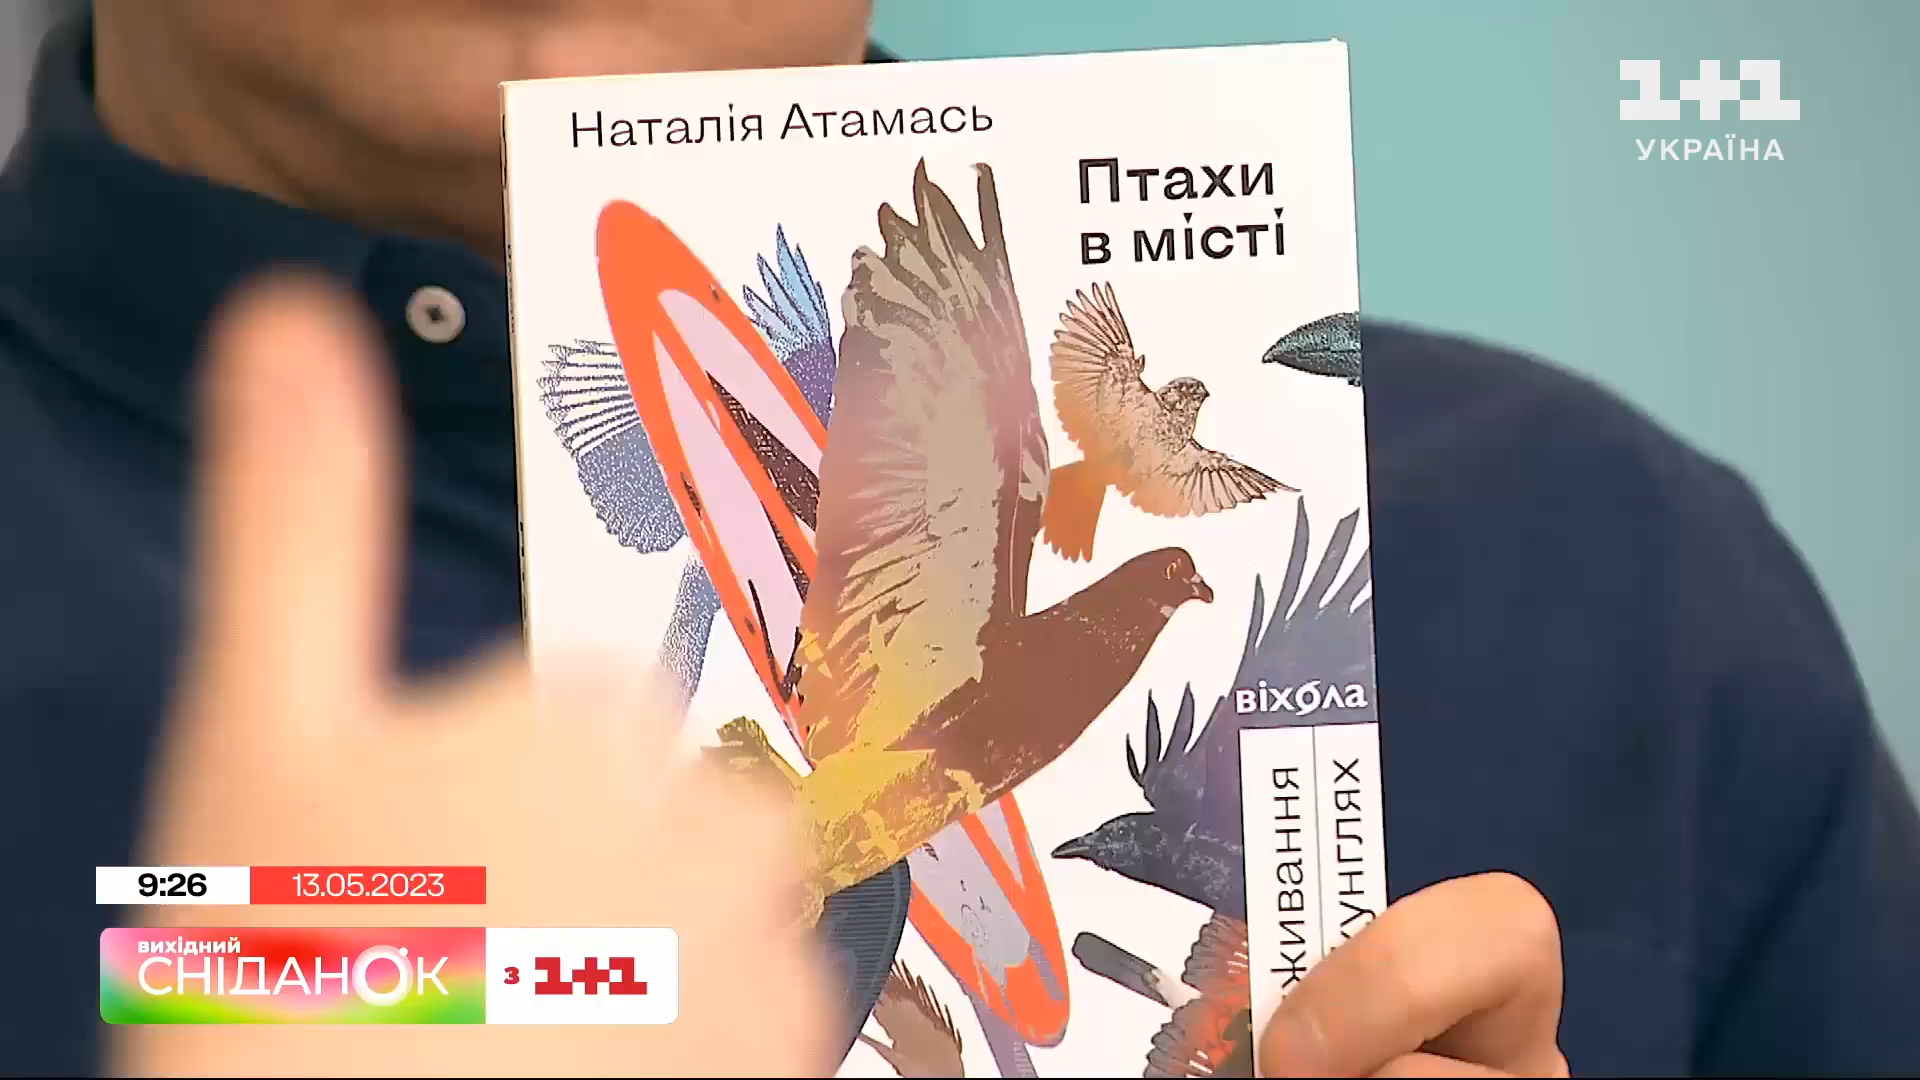 Наталія Атамась
Птахи
в місті
1+1
УКРАЇНА
віхола
9:26
13.05.2023
вихідний
СНІДАНОК
з 1+1